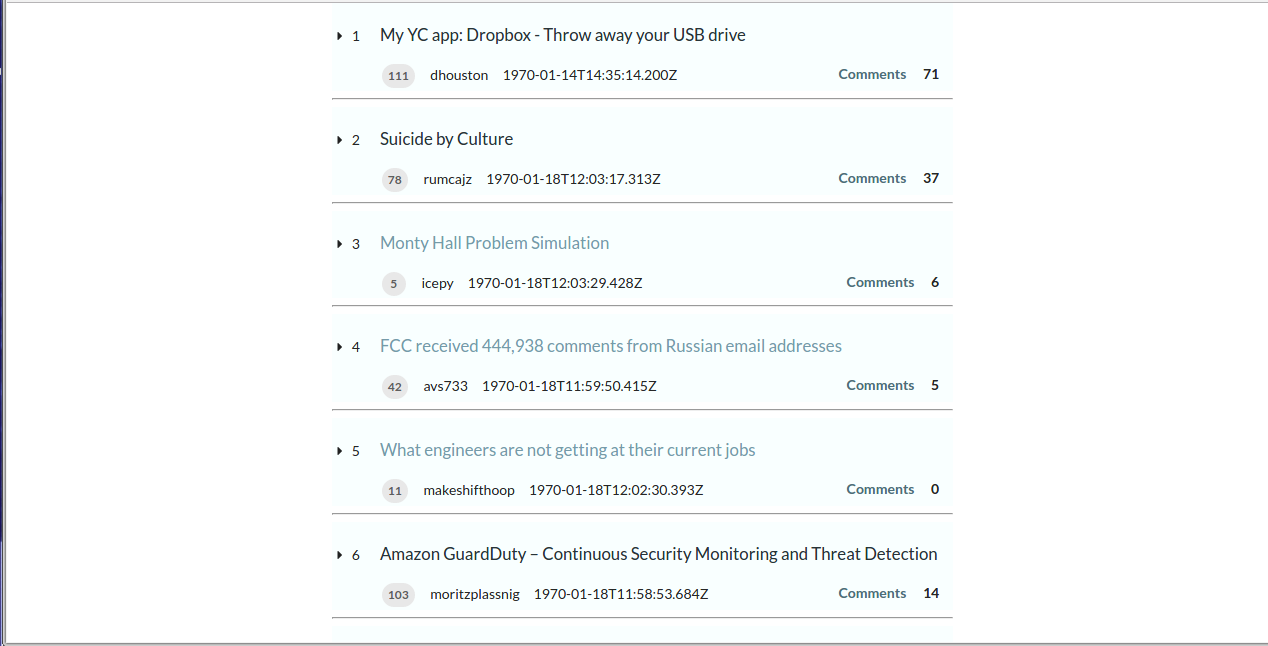 1 My YC app: Dropbox - Throw away your USB drive
111 dhouston 1970-01-14T14:35:14.200Z Comments 71
2 Suicide by Culture
78 rumcajz 1970-01-18T12:03:17.313Z Comments 37
3 Monty Hall Problem Simulation
5 icepy 1970-01-18T12:03:29.428Z Comments 6
4 FCC received 444,938 comments from Russian email addresses
42 avs733 1970-01-18T11:59:50.415Z Comments 5
5 What engineers are not getting at their current jobs
11 makeshifthoop 1970-01-18T12:02:30.393Z Comments 0
6 Amazon GuardDuty – Continuous Security Monitoring and Threat Detection
103 moritzplassnig 1970-01-18T11:58:53.684Z Comments 14